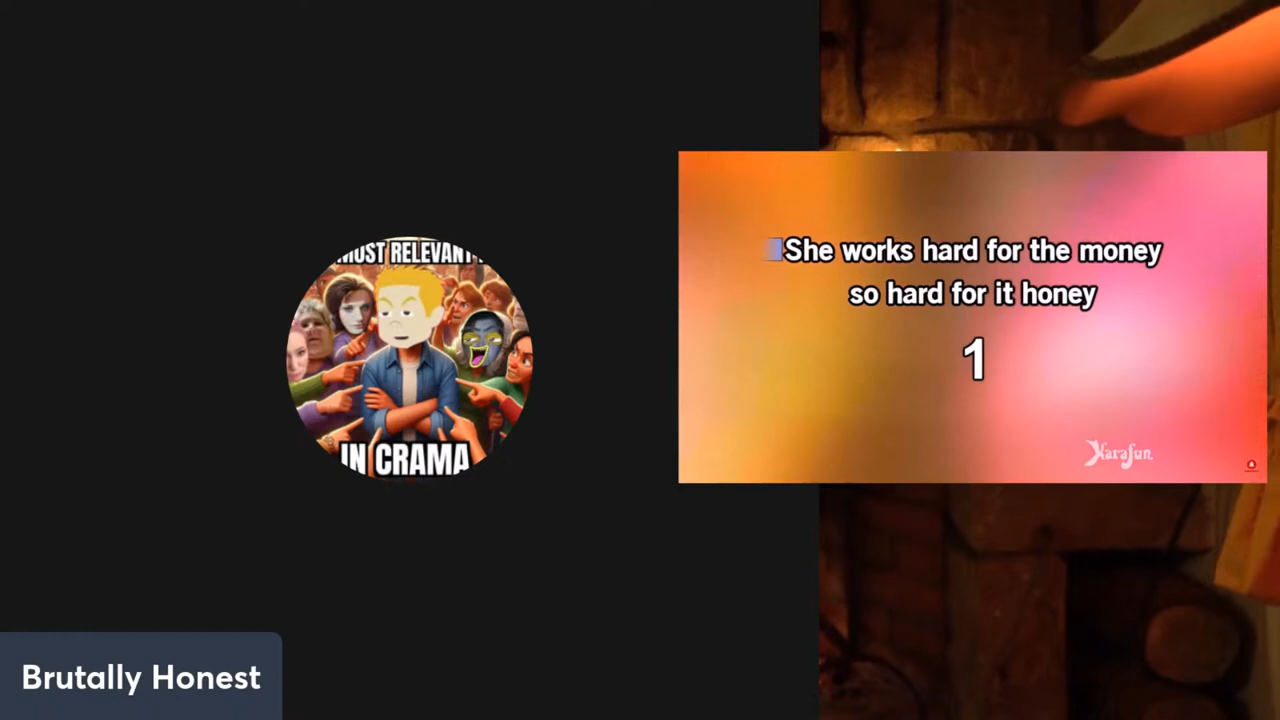 MOST RELEVANT
IN CRAMA
She works hard for the money
so hard for it honey
1
KaraFun
Brutally Honest